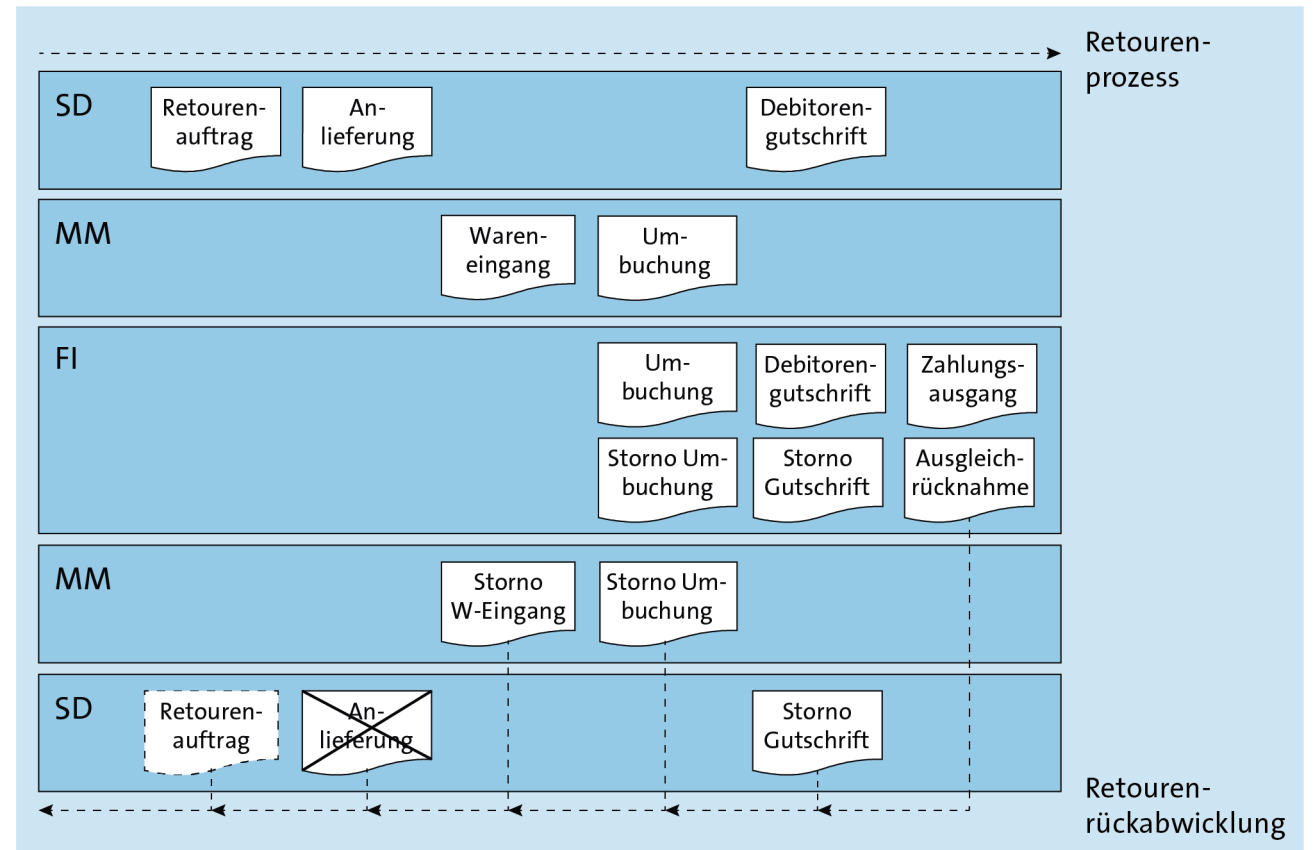 Retouren-
prozess
SD
Retouren-
auftrag
An-
lieferung
Debitoren-
gutschrift
MM
Waren-
eingang
Um-
buchung
FI
Um-
buchung
Debitoren-
gutschrift
Zahlungs-
ausgang
Storno Um-
buchung
Storno
Gutschrift
Ausgleich-
rücknahme
MM
Storno
W-Eingang
Storno Um-
buchung
SD
Retouren-
auftrag
An-
lieferung
Storno
Gutschrift
Retouren-
rückabwicklung